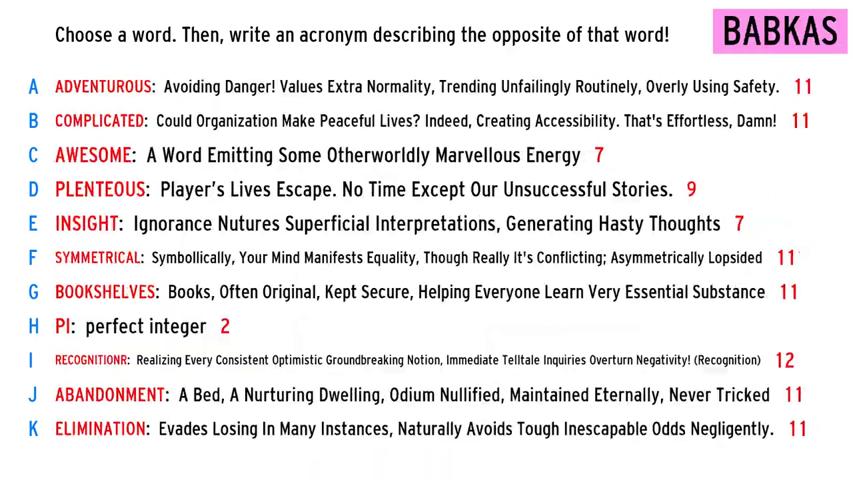 Choose a word. Then, write an acronym describing the opposite of that word!
BABKAS
A ADVENTUROUS: Avoiding Danger! Values Extra Normality, Trending Unfailingly Routinely, Overly Using Safety. 11
B COMPLICATED: Could Organization Make Peaceful Lives? Indeed, Creating Accessibility. That's Effortless, Damn! 11
C AWESOME: A Word Emitting Some Otherworldly Marvellous Energy 7
D PLENTEOUS: Player's Lives Escape. No Time Except Our Unsuccessful Stories. 9
E INSIGHT: Ignorance Nutures Superficial Interpretations, Generating Hasty Thoughts 7
F SYMMETRICAL: Symbollically, Your Mind Manifests Equality, Though Really It's Conflicting; Asymmetrically Lopsided 11
G BOOKSHELVES: Books, Often Original, Kept Secure, Helping Everyone Learn Very Essential Substance 11
H PI: perfect integer 2
I RECOGNITIONR: Realizing Every Consistent Optimistic Groundbreaking Notion, Immediate Telltale Inquiries Overturn Negativity! (Recognition) 12
J ABANDONMENT: A Bed, A Nurturing Dwelling, Odium Nullified, Maintained Eternally, Never Tricked 11
K ELIMINATION: Evades Losing In Many Instances, Naturally Avoids Tough Inescapable Odds Negligently. 11